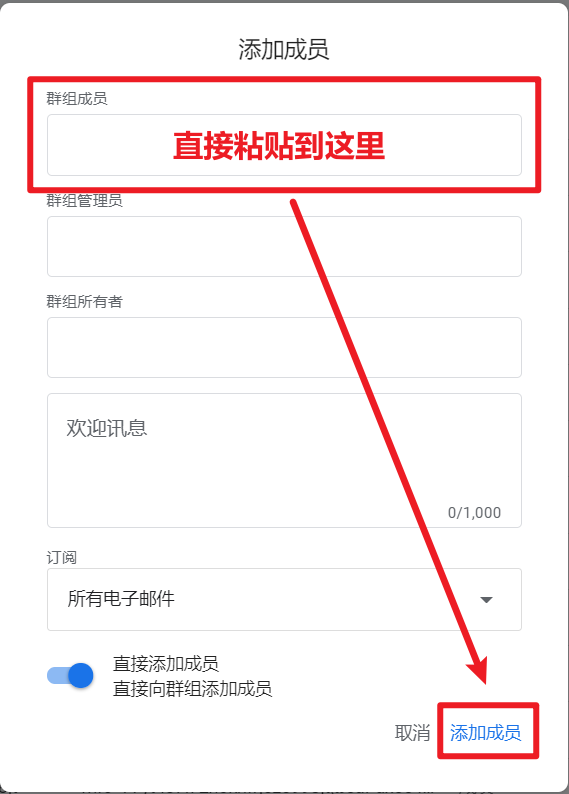 添加成员
群组成员
直接粘贴到这里
群组管理员
群组所有者
欢迎讯息
0/1,000
订阅
所有电子邮件
直接添加成员
直接向群组添加成员
取消
添加成员